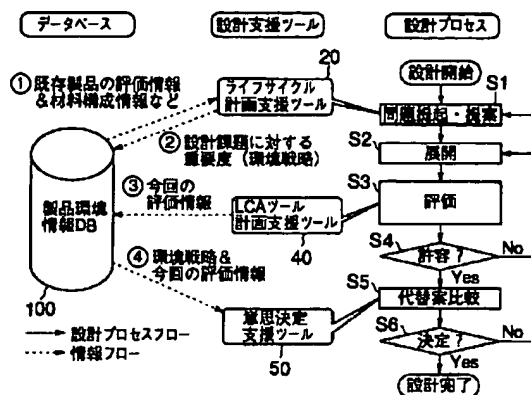 データベース
設計支援ツール
設計プロセス
① 既存製品の評価情報
&材料構成情報など
20
ライフサイクル
計画支援ツール
設計開始
S1
問題提起・提案
② 設計課題に対する
重要度(環境戦略)
S2
展開
③ 今回の
評価情報
S3
評価
製品環境
情報DB
LCAツール
計画支援ツール
40
S4
許容?
No
Yes
④ 環境戦略&
今回の評価情報
100
S5
代替案比較
意思決定
支援ツール
50
S6
決定?
No
Yes
設計完了
設計プロセスフロー
情報フロー